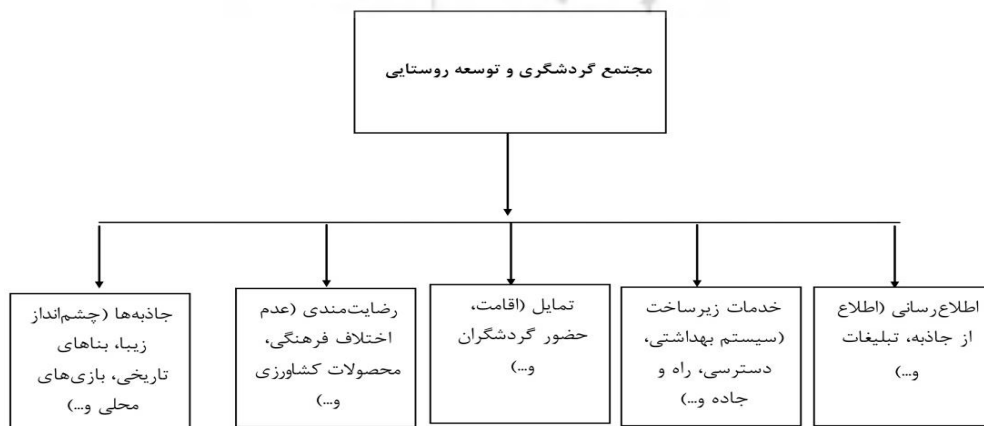 مجتمع گردشگری و توسعه روستایی
اطلاع‌رسانی (اطلاع
از جاذبه، تبلیغات
و...)
خدمات زیرساخت
(سیستم بهداشتی،
دسترسی، راه و
جاده و...)
تمایل (اقامت،
حضور گردشگران
و...)
رضایت‌مندی (عدم
اختلاف فرهنگی،
محصولات کشاورزی
و...)
جاذبه‌ها (چشم‌انداز
زیبا، بناهای
تاریخی، بازی‌های
محلی و...)